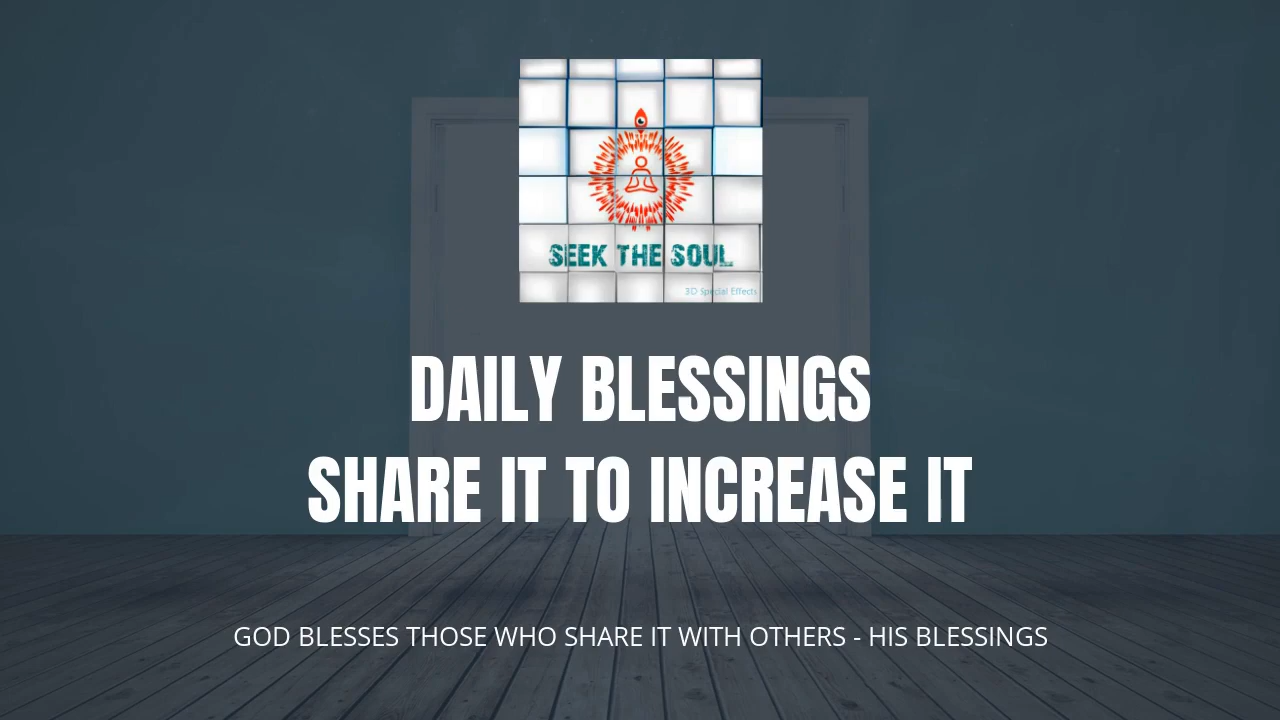 SEEK THE SOUL
3D Special Effects
DAILY BLESSINGS
SHARE IT TO INCREASE IT
GOD BLESSES THOSE WHO SHARE IT WITH OTHERS - HIS BLESSINGS